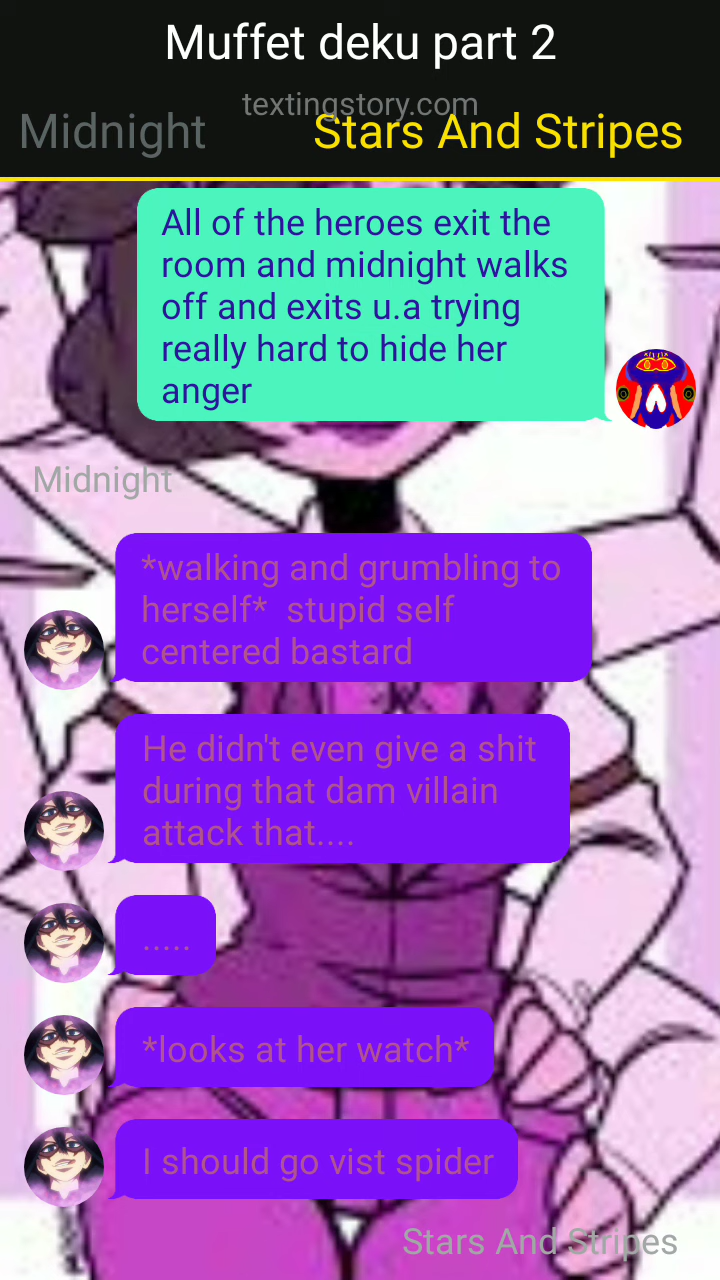 Muffet deku part 2
textingstory.com
Midnight
Stars And Stripes
All of the heroes exit the
room and midnight walks
off and exits u.a trying
really hard to hide her
anger
Midnight
*walking and grumbling to
herself*  stupid self
centered bastard
He didn't even give a shit
during that dam villain
attack that....
.....
*looks at her watch*
I should go vist spider
Stars And Stripes